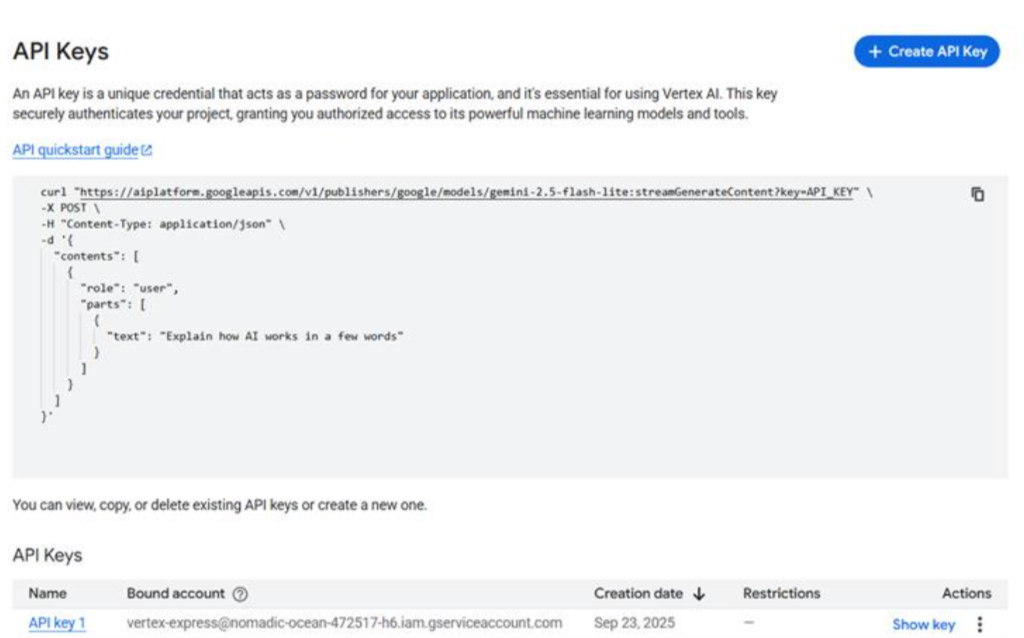 API Keys
+ Create API Key
An API key is a unique credential that acts as a password for your application, and it's essential for using Vertex AI. This key
securely authenticates your project, granting you authorized access to its powerful machine learning models and tools.
API quickstart guide
curl "https://aiplatform.googleapis.com/v1/publishers/google/models/gemini-2.5-flash-lite:streamGenerateContent?key=API_KEY" \
-X POST \
-H "Content-Type: application/json" \
-d '{
"contents": [
{
"role": "user",
"parts": [
{
"text": "Explain how AI works in a few words"
}
]
}
]
}'
You can view, copy, or delete existing API keys or create a new one.
API Keys
Name Bound account Creation date Restrictions Actions
API key 1 vertex-express@nomadic-ocean-472517-h6.iam.gserviceaccount.com Sep 23, 2025 — Show key